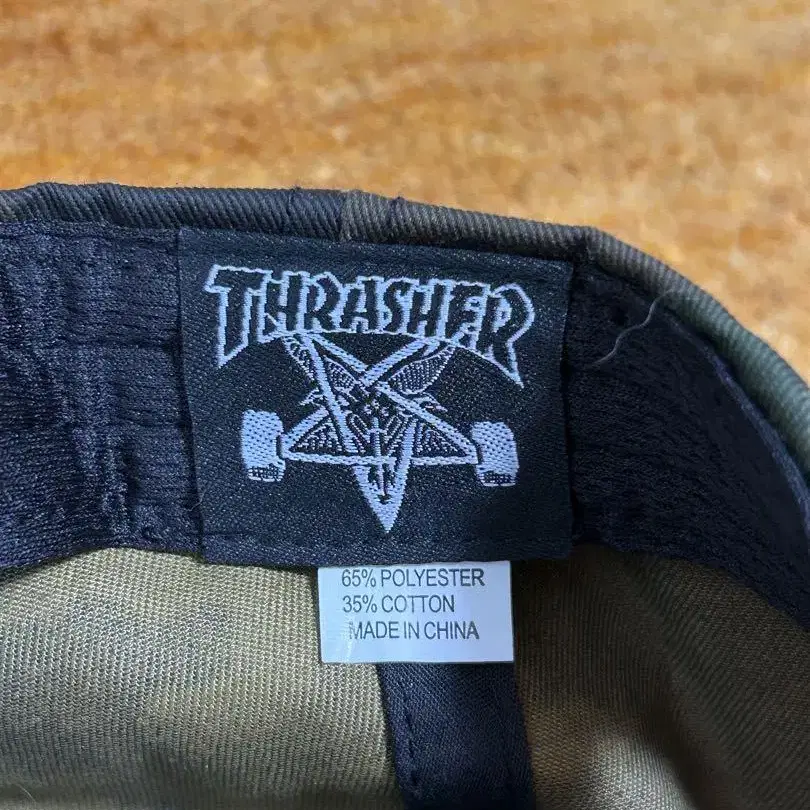 THRASHER
65% POLYESTER
35% COTTON
MADE IN CHINA